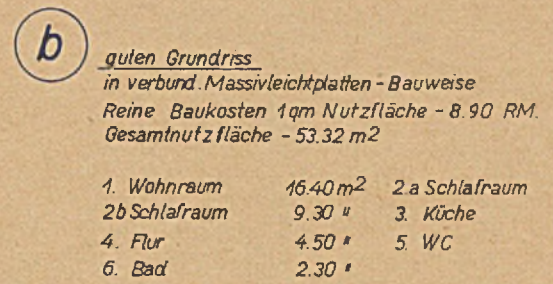 b
guten Grundriss
in verbund. Massivleichtplatten - Bauweise
Reine Baukosten 1qm Nutzfläche - 8.90 RM.
Gesamtnutzfläche - 53.32 m2
1. Wohnraum 16.40 m2 2.a Schlafraum
2b Schlafraum 9.30 " 3. Küche
4. Flur 4.50 " 5. WC
6. Bad 2.30 "